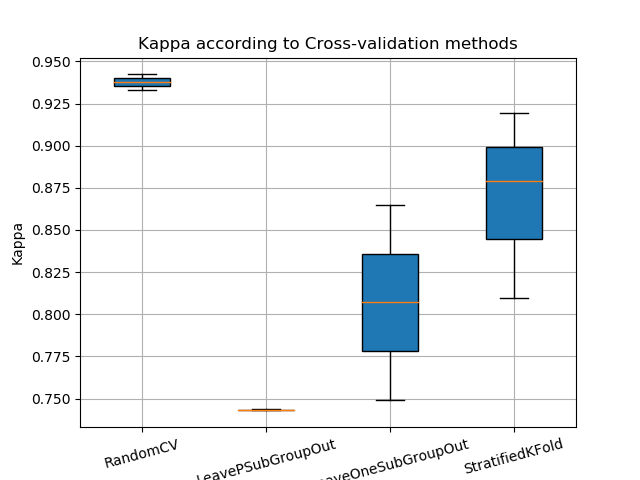 Kappa according to Cross-validation methods
0.950
0.925
0.900
0.875
0.850
0.825
0.800
0.775
0.750
Kappa
RandomCV
LeavePSubGroupOut
aveOneSubGroupOut
StratifiedKFold